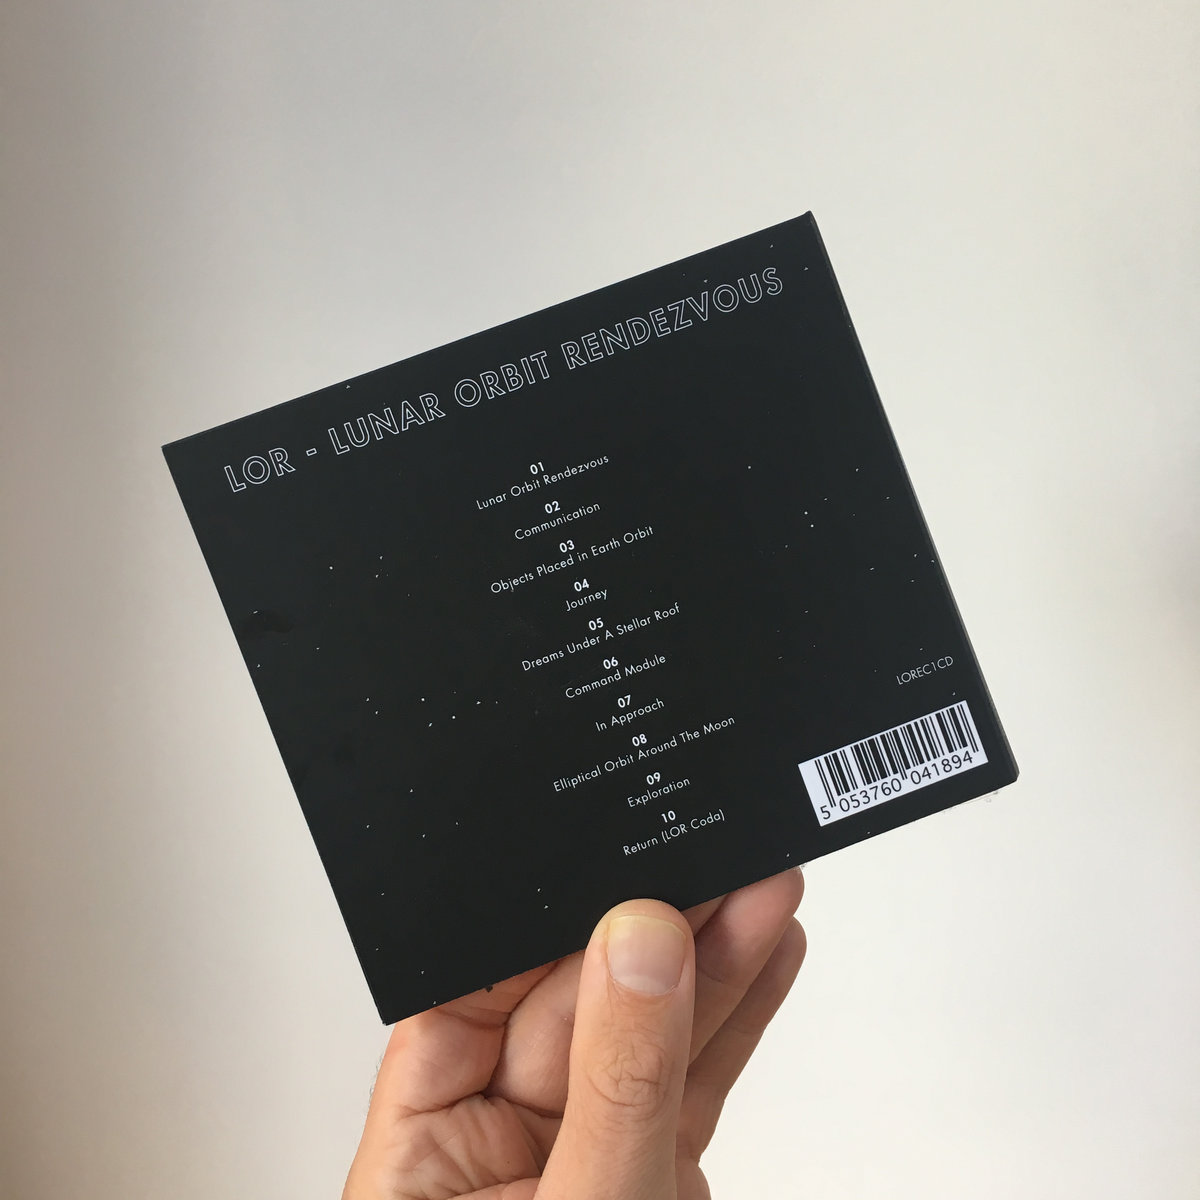 LOR - LUNAR ORBIT RENDEZVOUS
01
Lunar Orbit Rendezvous
02
Communication
03
Objects Placed in Earth Orbit
04
Journey
05
Dreams Under A Stellar Roof
06
Command Module
07
In Approach
08
Elliptical Orbit Around The Moon
09
Exploration
10
Return (LOR Coda)
LOREC1CD
5 053760 041894